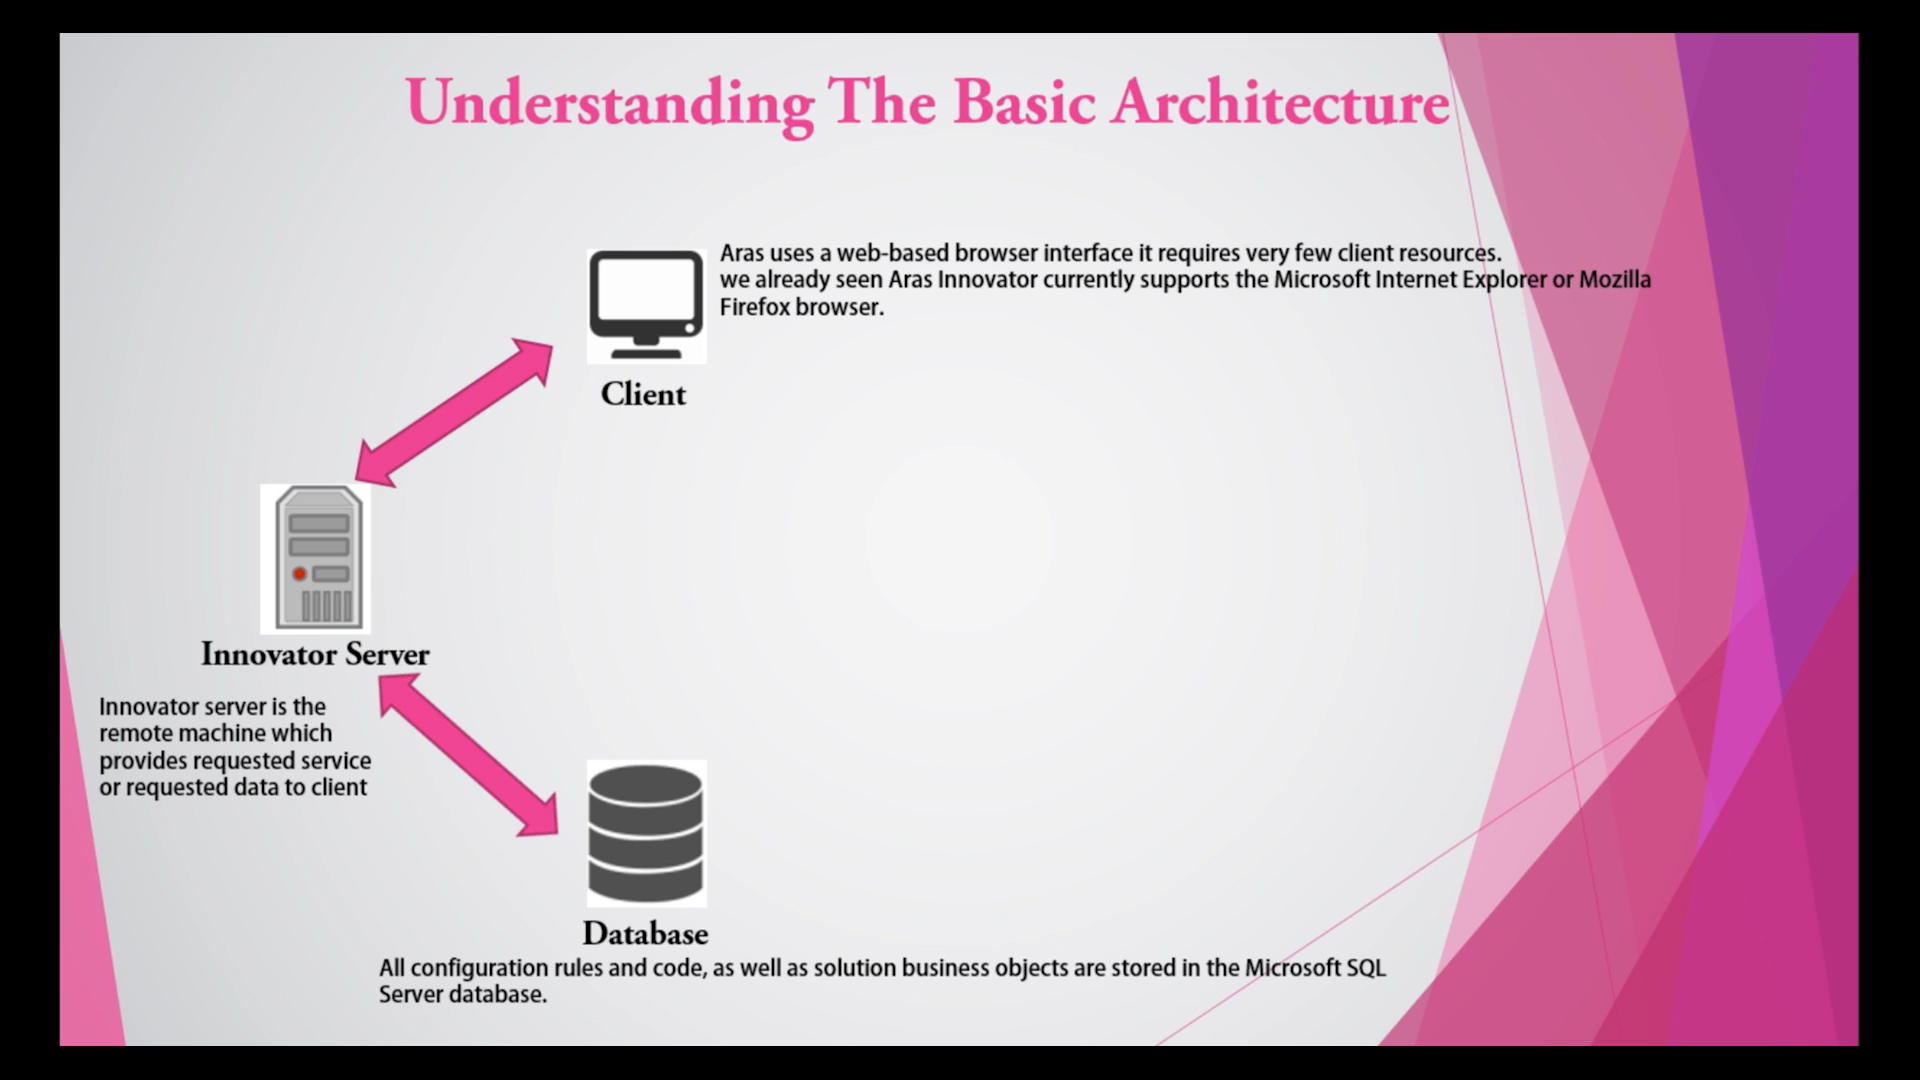 Understanding The Basic Architecture
Aras uses a web-based browser interface it requires very few client resources.
we already seen Aras Innovator currently supports the Microsoft Internet Explorer or Mozilla
Firefox browser.
Client
Innovator Server
Innovator server is the
remote machine which
provides requested service
or requested data to client
Database
All configuration rules and code, as well as solution business objects are stored in the Microsoft SQL
Server database.